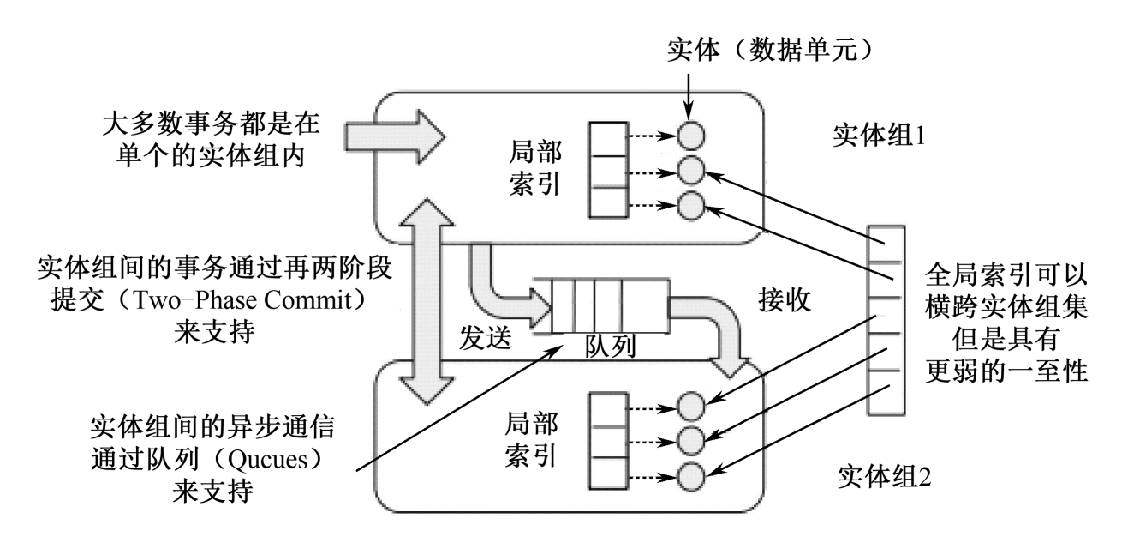 实体（数据单元）
大多数事务都是在
单个的实体组内
局部
索引
实体组1
实体组间的事务通过再两阶段
提交（Two-Phase Commit）
来支持
发送
队列
接收
全局索引可以
横跨实体组集
但是具有
更弱的一至性
实体组间的异步通信
通过队列（Qucues）
来支持
局部
索引
实体组2